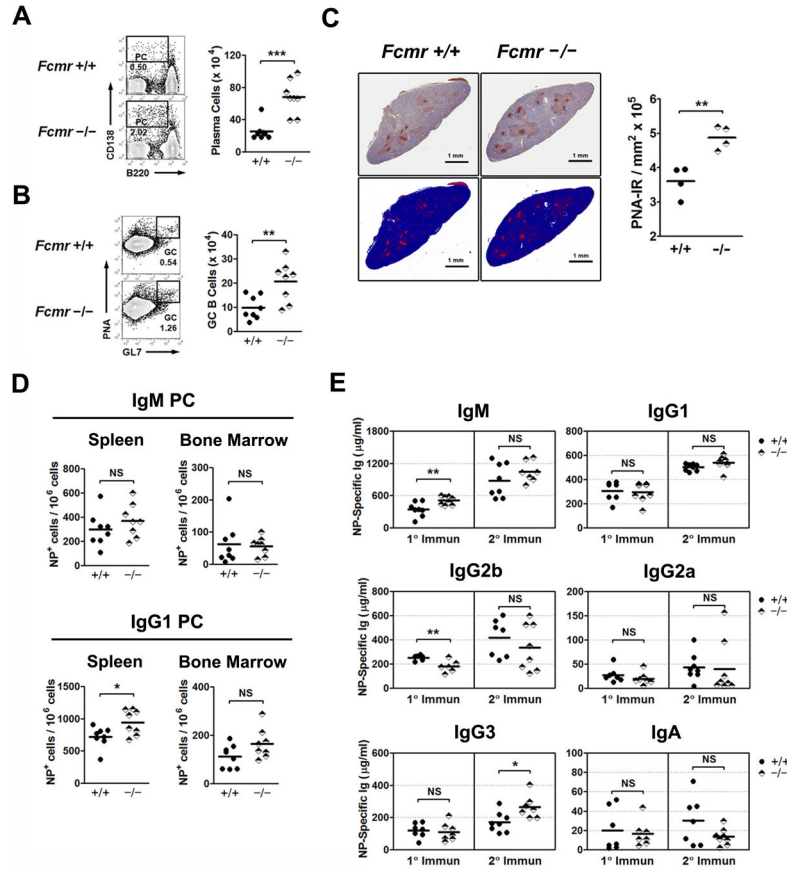 A
Fcmr +/+
Fcmr −/−
PC
0.50
PC
2.02
CD138
B220
Plasma Cells (x 10⁴)
120
80
40
0
***
+/+
−/−
B
Fcmr +/+
Fcmr −/−
GC
0.54
GC
1.26
PNA
GL7
GC B Cells (x 10⁴)
40
30
20
10
0
**
+/+ −/−
C
Fcmr +/+ Fcmr −/−
1 mm
1 mm
1 mm
1 mm
PNA-IR / mm² x 10⁵
6
5
4
3
2
**
+/+ −/−
D
IgM PC
Spleen Bone Marrow
NP⁺ cells / 10⁶ cells
800
600
400
200
0
NS
+/+ −/−
NP⁺ cells / 10⁶ cells
300
200
100
0
NS
+/+ −/−
IgG1 PC
Spleen Bone Marrow
NP⁺ cells / 10⁶ cells
1500
1000
500
0
*
+/+ −/−
NP⁺ cells / 10⁶ cells
400
200
0
NS
+/+ −/−
E
IgM
NP-Specific Ig (μg/ml)
1800
1200
600
0
**
NS
1° Immun 2° Immun
IgG1
800
600
400
200
0
NS
NS
1° Immun 2° Immun
+/+
−/−
IgG2b
NP-Specific Ig (μg/ml)
800
600
400
200
0
**
NS
1° Immun 2° Immun
IgG2a
200
150
100
50
0
NS
NS
1° Immun 2° Immun
+/+
−/−
IgG3
NP-Specific Ig (μg/ml)
600
400
200
0
NS
*
1° Immun 2° Immun
IgA
100
80
60
40
20
0
NS
NS
1° Immun 2° Immun
+/+
−/−